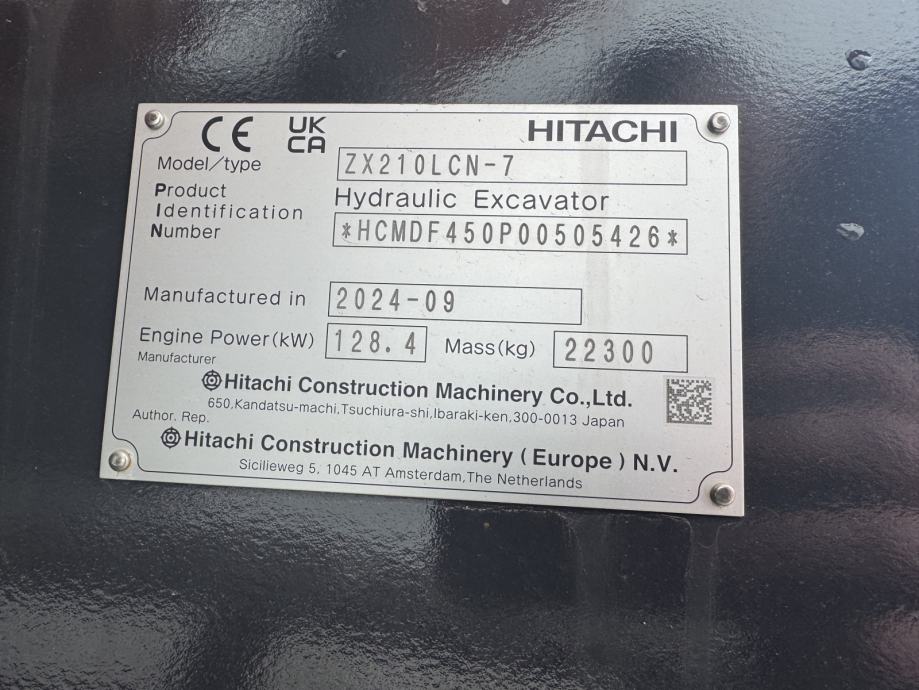 CE UK CA HITACHI
Model/type ZX210LCN-7
Product Hydraulic Excavator
Identification
Number *HCMDF450P00505426*
Manufactured in 2024-09
Engine Power(kW) 128.4 Mass(kg) 22300
Manufacturer
Hitachi Construction Machinery Co.,Ltd.
650,Kandatsu-machi,Tsuchiura-shi,Ibaraki-ken,300-0013 Japan
Author. Rep.
Hitachi Construction Machinery ( Europe ) N.V.
Sicilieweg 5, 1045 AT Amsterdam,The Netherlands